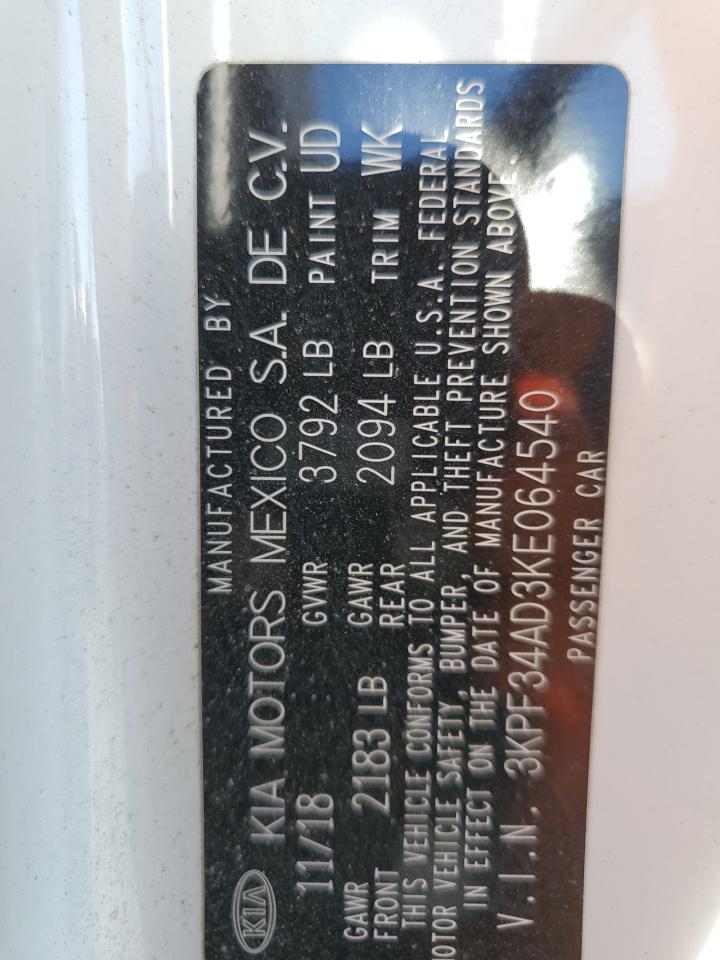 MANUFACTURED BY
KIA KIA MOTORS MEXICO S.A. DE C.V.
11/18 GVWR 3792 LB PAINT UD
GAWR FRONT 2183 LB GAWR REAR 2094 LB TRIM WK
THIS VEHICLE CONFORMS TO ALL APPLICABLE U.S.A. FEDERAL
MOTOR VEHICLE SAFETY, BUMPER, AND THEFT PREVENTION STANDARDS
IN EFFECT ON THE DATE OF MANUFACTURE SHOWN ABOVE.
V.I.N. 3KPF34AD3KE064540
PASSENGER CAR